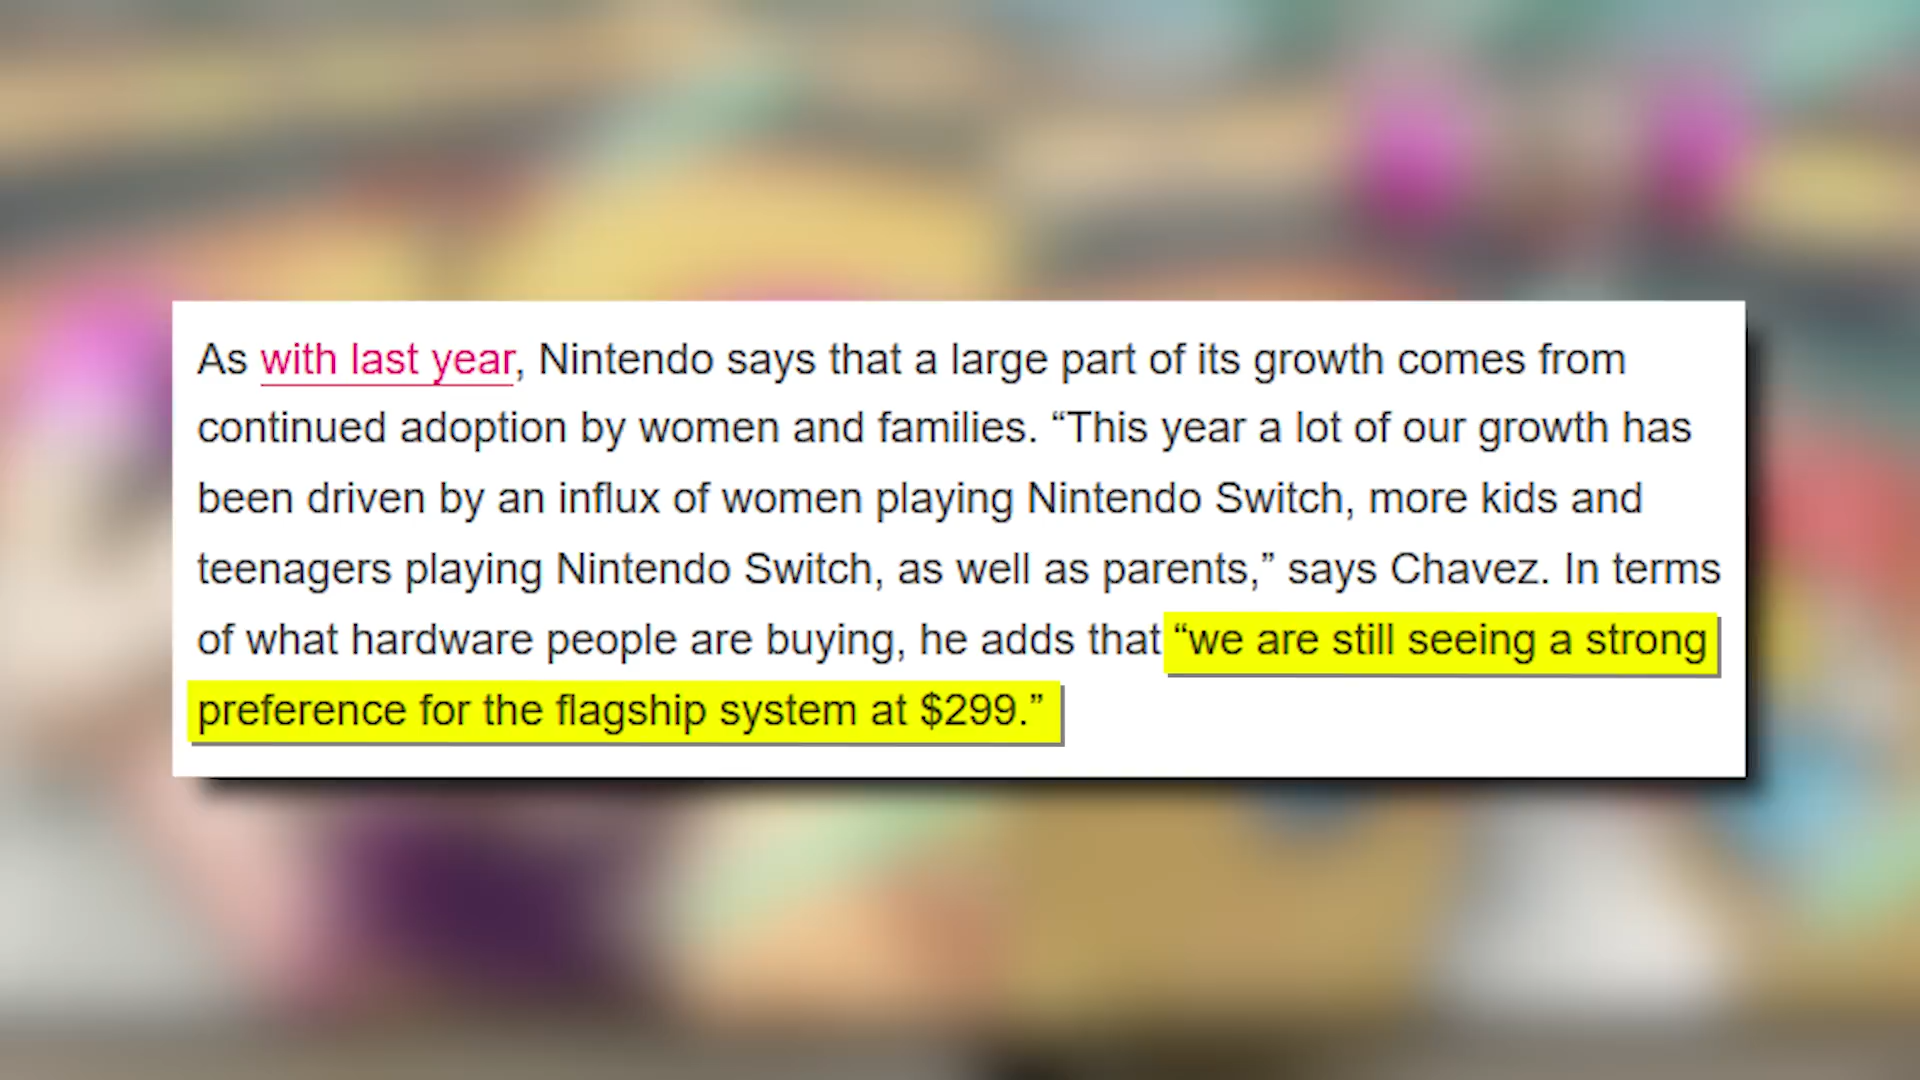 As with last year, Nintendo says that a large part of its growth comes from
continued adoption by women and families. “This year a lot of our growth has
been driven by an influx of women playing Nintendo Switch, more kids and
teenagers playing Nintendo Switch, as well as parents,” says Chavez. In terms
of what hardware people are buying, he adds that “we are still seeing a strong
preference for the flagship system at $299.”